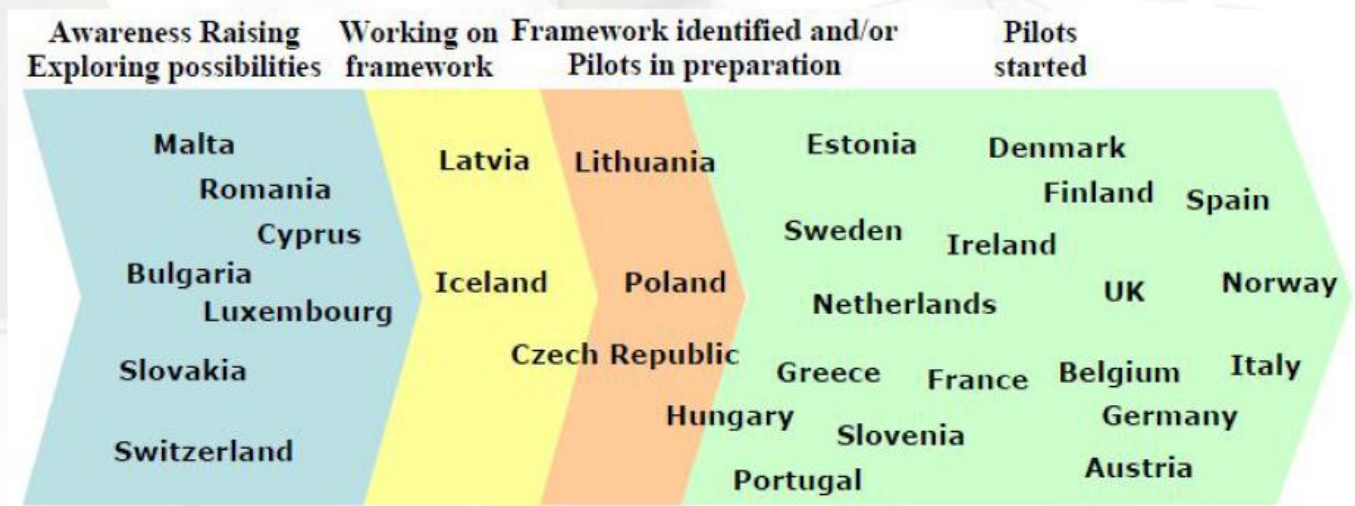 Awareness Raising
Exploring possibilities
Working on
framework
Framework identified and/or
Pilots in preparation
Pilots
started
Malta
Romania
Cyprus
Bulgaria
Luxembourg
Slovakia
Switzerland
Latvia
Iceland
Czech Republic
Lithuania
Poland
Hungary
Estonia
Denmark
Finland
Spain
Sweden
Ireland
Netherlands
UK
Norway
Greece
France
Belgium
Italy
Germany
Slovenia
Austria
Portugal